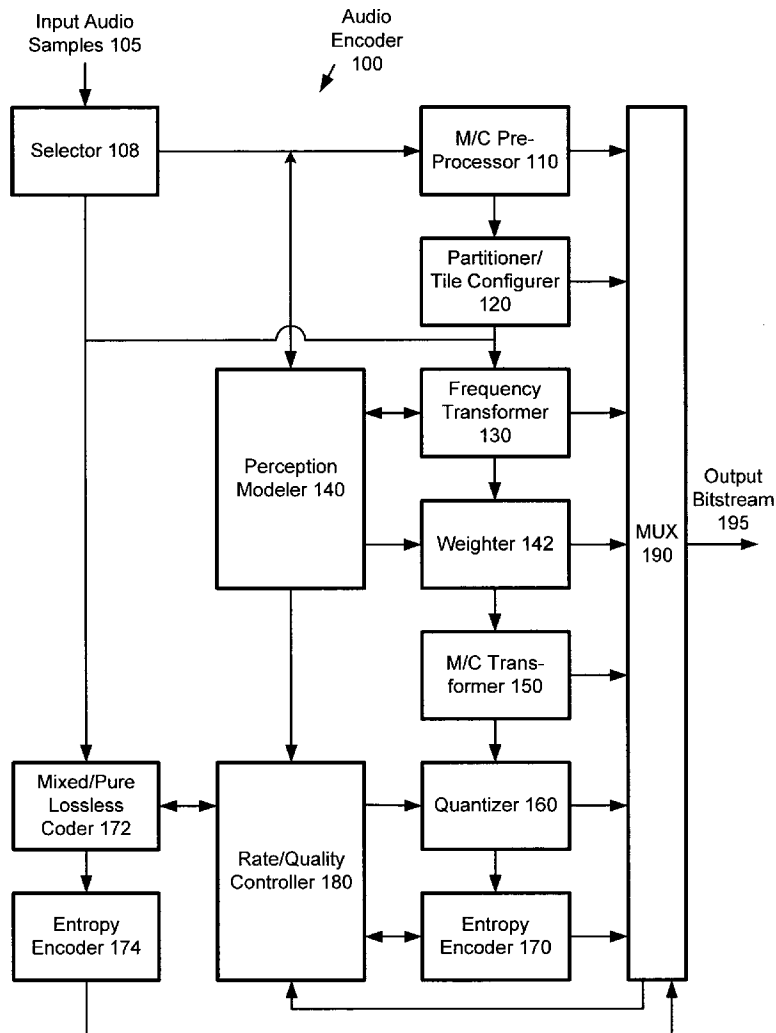 Input Audio
Samples 105
Audio
Encoder
100
Selector 108
M/C Pre-
Processor 110
Partitioner/
Tile Configurer
120
Frequency
Transformer
130
Perception
Modeler 140
Weighter 142
MUX
190
Output
Bitstream
195
M/C Trans-
former 150
Mixed/Pure
Lossless
Coder 172
Rate/Quality
Controller 180
Quantizer 160
Entropy
Encoder 174
Entropy
Encoder 170